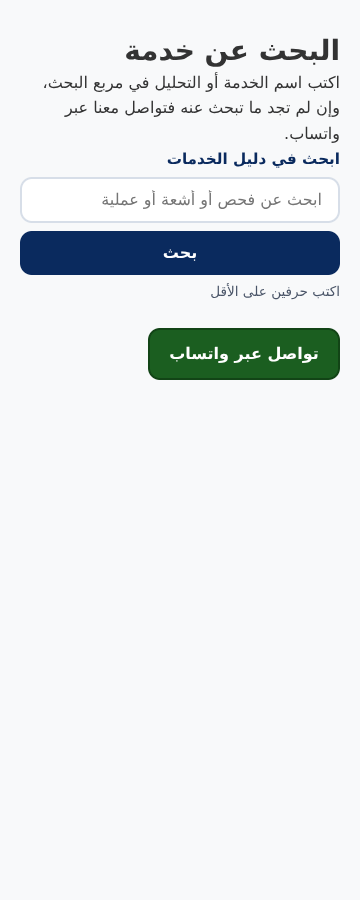 البحث عن خدمة
اكتب اسم الخدمة أو التحليل في مربع البحث،
وإن لم تجد ما تبحث عنه فتواصل معنا عبر
واتساب.
ابحث في دليل الخدمات
ابحث عن فحص أو أشعة أو عملية
بحث
اكتب حرفين على الأقل
تواصل عبر واتساب